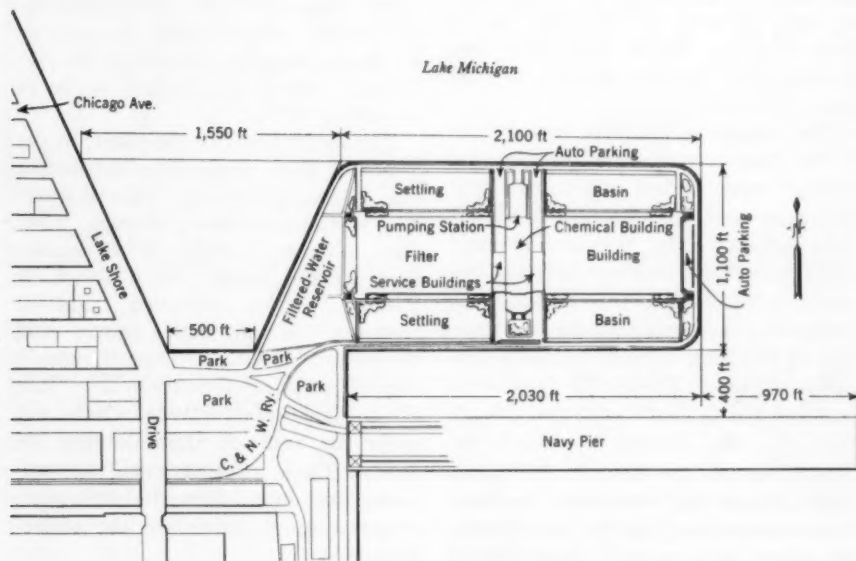 Lake Michigan
Chicago Ave.
1,550 ft
2,100 ft
Auto Parking
Settling
Basin
Pumping Station
Chemical Building
Lake Shore
Filtered-Water
Reservoir
Filter
Building
Service Buildings
1,100 ft
Auto Parking
500 ft
Settling
Basin
Park
Park
Park
Park
2,030 ft
400 ft
970 ft
Drive
C. & N. W. Ry.
Navy Pier